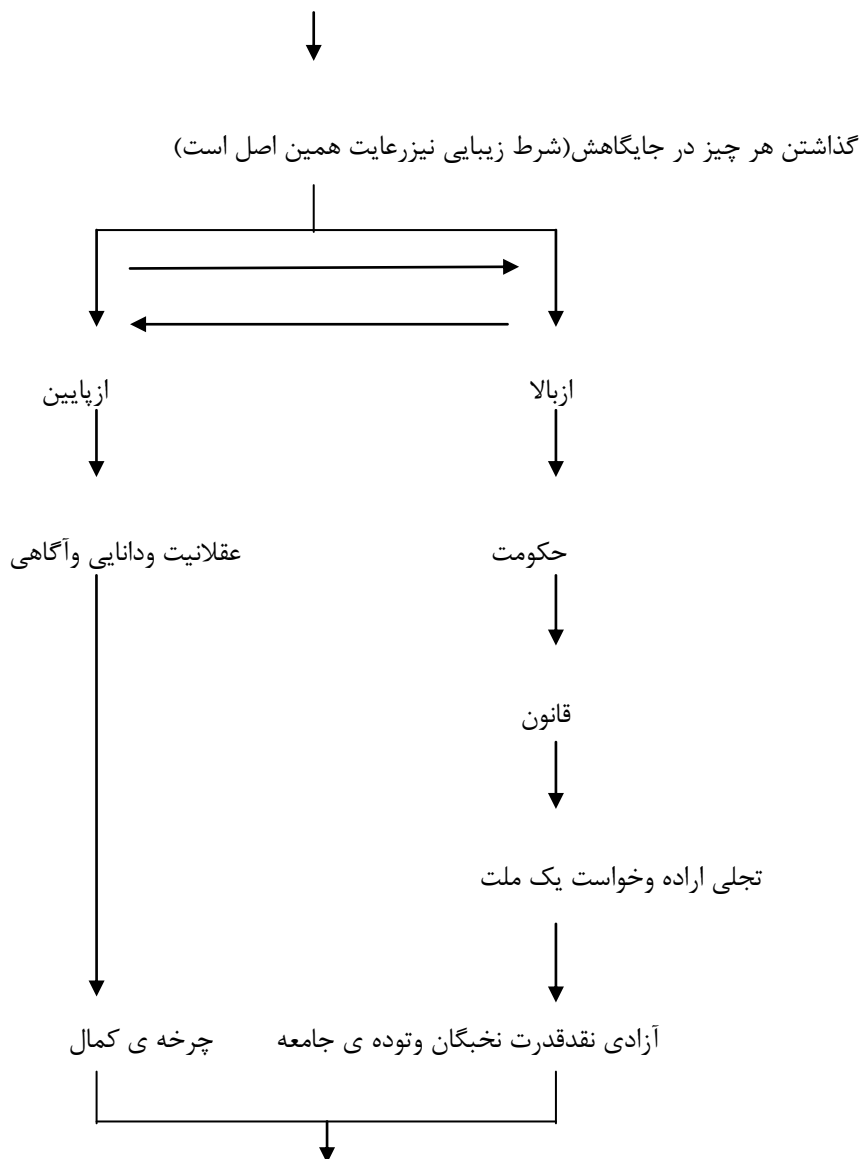 گذاشتن هر چیز در جایگاهش(شرط زیبایی نیزرعایت همین اصل است)
ازبالا ازپایین
حکومت عقلانیت ودانایی وآگاهی
قانون
تجلی اراده وخواست یک ملت
آزادی نقدقدرت نخبگان وتوده ی جامعه چرخه ی کمال